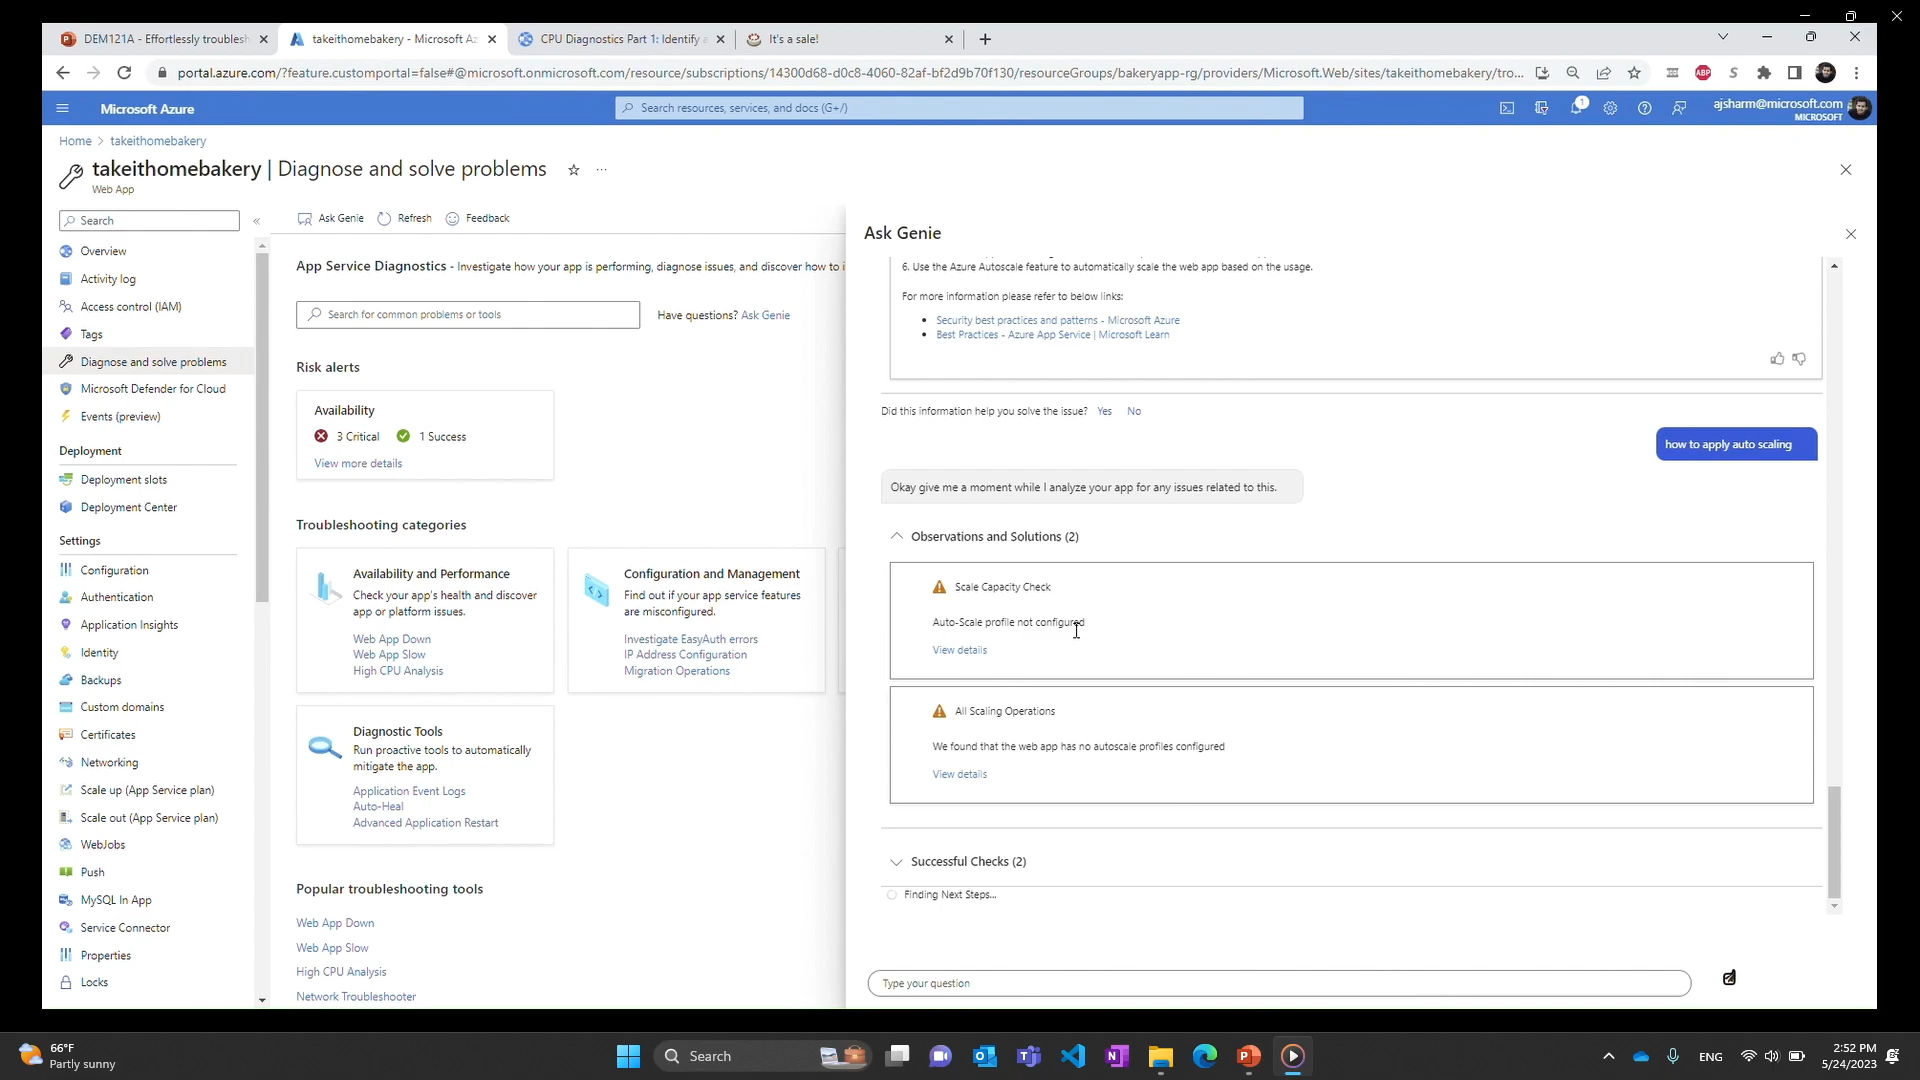 DEM121A - Effortlessly troublesh
takeithomebakery - Microsoft Az
CPU Diagnostics Part 1: Identify a
It's a sale!
portal.azure.com/?feature.customportal=false#@microsoft.onmicrosoft.com/resource/subscriptions/14300d68-d0c8-4060-82af-bf2d9b70f130/resourceGroups/bakeryapp-rg/providers/Microsoft.Web/sites/takeithomebakery/tro...
ABP
Microsoft Azure
Search resources, services, and docs (G+/)
1
ajsharm@microsoft.com
MICROSOFT
Home > takeithomebakery
takeithomebakery | Diagnose and solve problems
Web App
Search
Overview
Activity log
Access control (IAM)
Tags
Diagnose and solve problems
Microsoft Defender for Cloud
Events (preview)
Deployment
Deployment slots
Deployment Center
Settings
Configuration
Authentication
Application Insights
Identity
Backups
Custom domains
Certificates
Networking
Scale up (App Service plan)
Scale out (App Service plan)
WebJobs
Push
MySQL In App
Service Connector
Properties
Locks
Ask Genie Refresh Feedback
App Service Diagnostics - Investigate how your app is performing, diagnose issues, and discover how to i
Search for common problems or tools
Have questions? Ask Genie
Risk alerts
Availability
3 Critical 1 Success
View more details
Troubleshooting categories
Availability and Performance
Check your app's health and discover
app or platform issues.
Web App Down
Web App Slow
High CPU Analysis
Configuration and Management
Find out if your app service features
are misconfigured.
Investigate EasyAuth errors
IP Address Configuration
Migration Operations
Diagnostic Tools
Run proactive tools to automatically
mitigate the app.
Application Event Logs
Auto-Heal
Advanced Application Restart
Popular troubleshooting tools
Web App Down
Web App Slow
High CPU Analysis
Network Troubleshooter
Ask Genie
6. Use the Azure Autoscale feature to automatically scale the web app based on the usage.
For more information please refer to below links:
Security best practices and patterns - Microsoft Azure
Best Practices - Azure App Service | Microsoft Learn
Did this information help you solve the issue? Yes No
how to apply auto scaling
Okay give me a moment while I analyze your app for any issues related to this.
Observations and Solutions (2)
Scale Capacity Check
Auto-Scale profile not configured
View details
All Scaling Operations
We found that the web app has no autoscale profiles configured
View details
Successful Checks (2)
Finding Next Steps...
Type your question
66°F
Partly sunny
Search
ENG
2:52 PM
5/24/2023